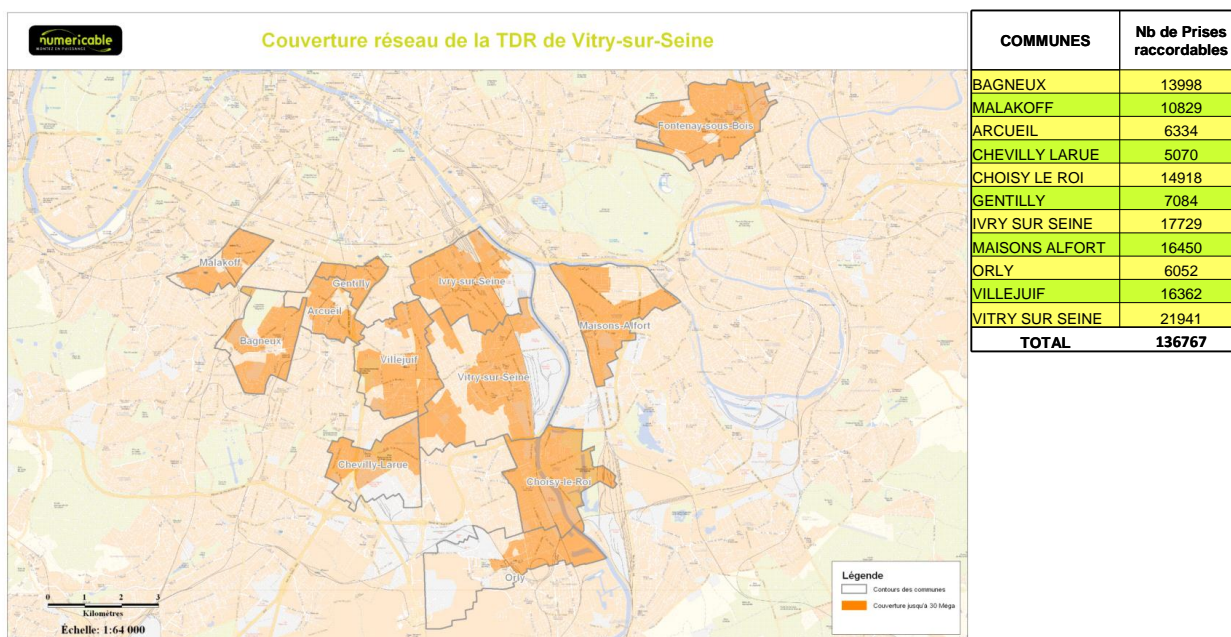 numericable
MONTEZ EN PUISSANCE
Couverture réseau de la TDR de Vitry-sur-Seine
Fontenay-sous-Bois
Malakoff
Gentilly
Ivry-sur-Seine
Arcueil
Maisons-Alfort
Bagneux
Villejuif
Vitry-sur-Seine
Chevilly-Larue
Choisy-le Roi
Orly
0 1 2 3
Kilomètres
Échelle: 1:64 000
Légende
Contours des communes
Couverture jusqu'à 30 Méga
COMMUNES Nb de Prises
raccordables
BAGNEUX 13998
MALAKOFF 10829
ARCUEIL 6334
CHEVILLY LARUE 5070
CHOISY LE ROI 14918
GENTILLY 7084
IVRY SUR SEINE 17729
MAISONS ALFORT 16450
ORLY 6052
VILLEJUIF 16362
VITRY SUR SEINE 21941
TOTAL 136767